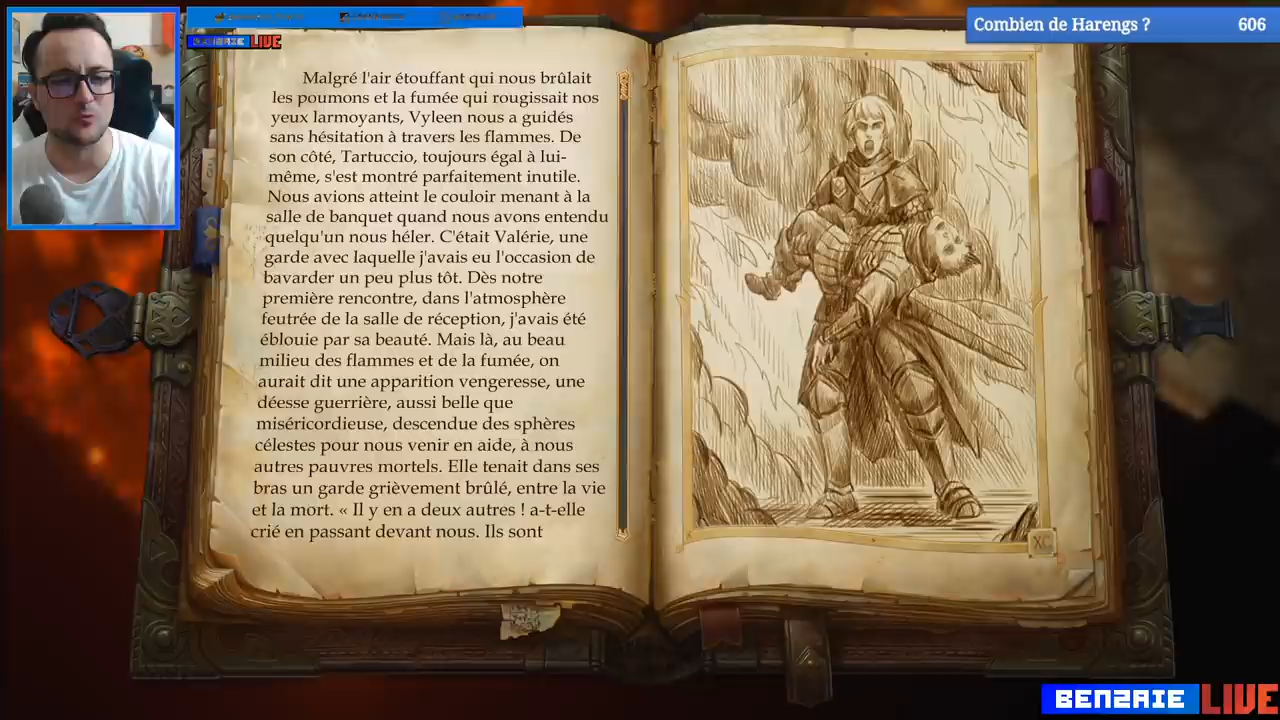 BENZAIE LIVE
Combien de Harengs ? 606
Malgré l'air étouffant qui nous brûlait
les poumons et la fumée qui rougissait nos
yeux larmoyants, Vyleen nous a guidés
sans hésitation à travers les flammes. De
son côté, Tartuccio, toujours égal à lui-
même, s'est montré parfaitement inutile.
Nous avions atteint le couloir menant à la
salle de banquet quand nous avons entendu
quelqu'un nous héler. C'était Valérie, une
garde avec laquelle j'avais eu l'occasion de
bavarder un peu plus tôt. Dès notre
première rencontre, dans l'atmosphère
feutrée de la salle de réception, j'avais été
éblouie par sa beauté. Mais là, au beau
milieu des flammes et de la fumée, on
aurait dit une apparition vengeresse, une
déesse guerrière, aussi belle que
miséricordieuse, descendue des sphères
célestes pour nous venir en aide, à nous
autres pauvres mortels. Elle tenait dans ses
bras un garde grièvement brûlé, entre la vie
et la mort. « Il y en a deux autres ! a-t-elle
crié en passant devant nous. Ils sont
BENZAIE LIVE